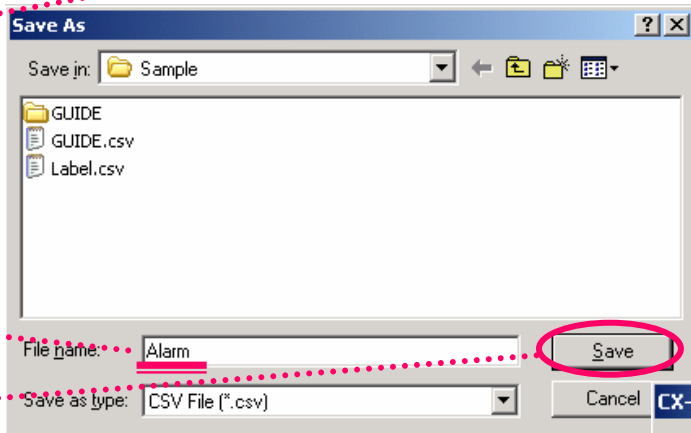 Save As
Save in: Sample
GUIDE
GUIDE.csv
Label.csv
File name: Alarm Save
Save as type: CSV File (*.csv) Cancel CX-